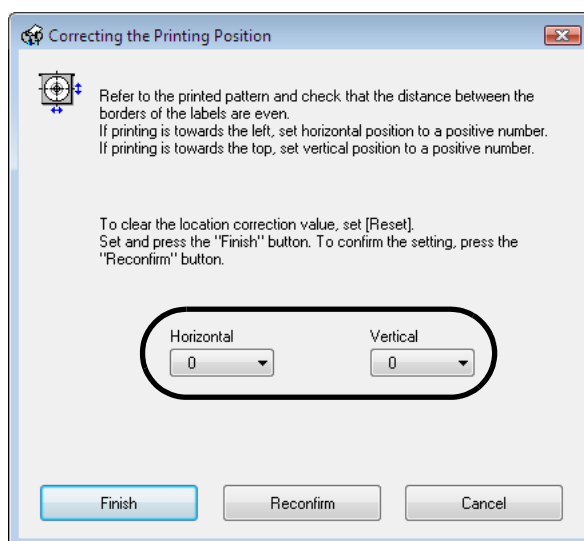 Correcting the Printing Position
Refer to the printed pattern and check that the distance between the
borders of the labels are even.
If printing is towards the left, set horizontal position to a positive number.
If printing is towards the top, set vertical position to a positive number.
To clear the location correction value, set [Reset].
Set and press the "Finish" button. To confirm the setting, press the
"Reconfirm" button.
Horizontal Vertical
0 0
Finish Reconfirm Cancel